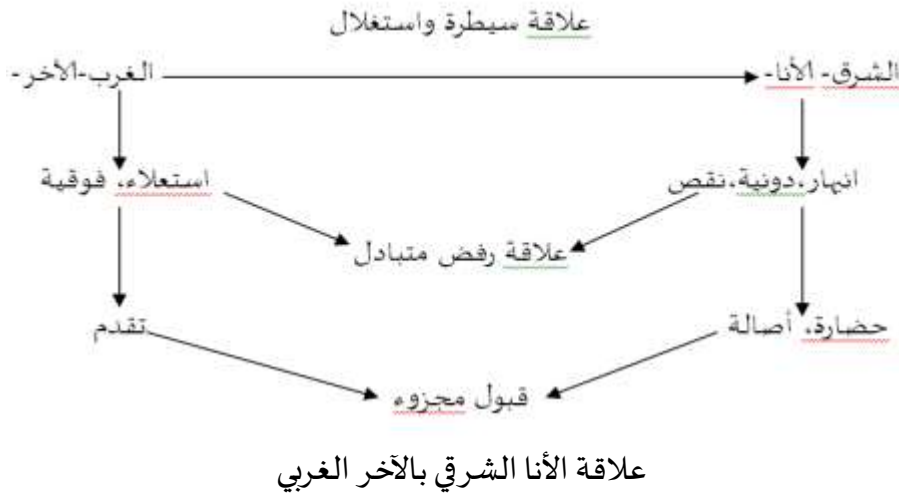 علاقة سيطرة واستغلال
الشرق- الأنا- الغرب-الآخر-
انبهار،دونية،نقص استعلاء، فوقية
علاقة رفض متبادل
حضارة، أصالة تقدم
قبول مجزوء
علاقة الأنا الشرقي بالآخر الغربي